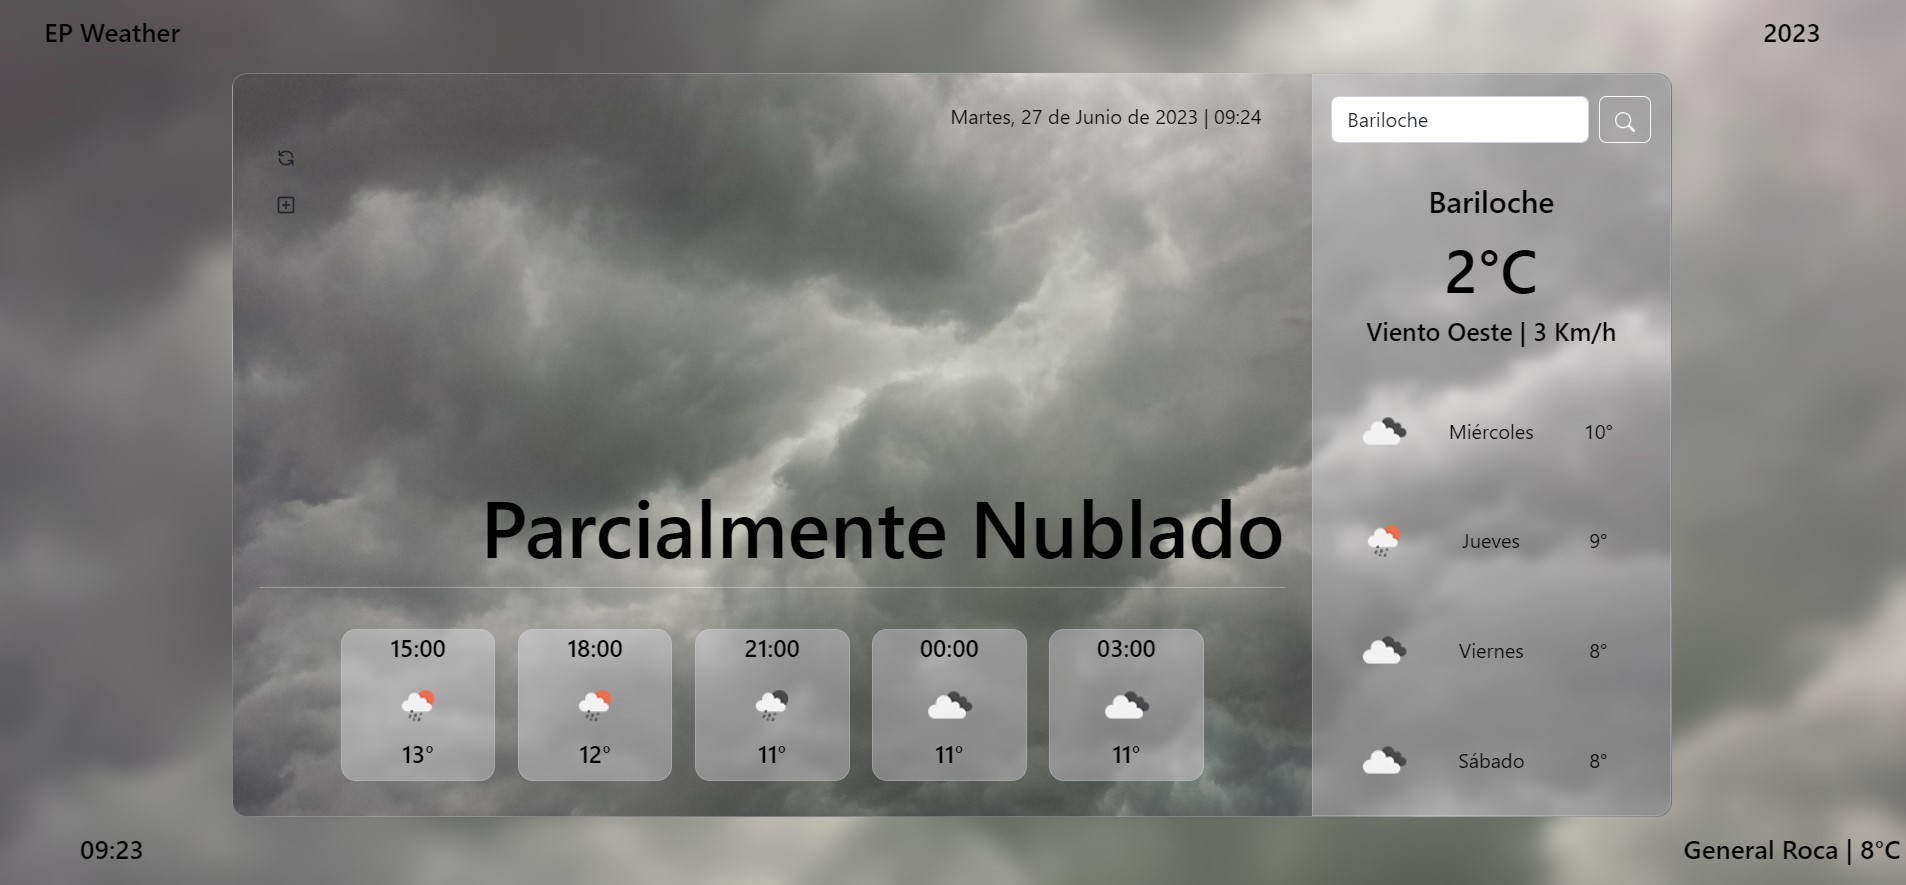 EP Weather
2023
Martes, 27 de Junio de 2023 | 09:24
Bariloche
Bariloche
2°C
Viento Oeste | 3 Km/h
Miércoles 10°
Jueves 9°
Viernes 8°
Sábado 8°
Parcialmente Nublado
15:00 18:00 21:00 00:00 03:00
13° 12° 11° 11° 11°
09:23
General Roca | 8°C